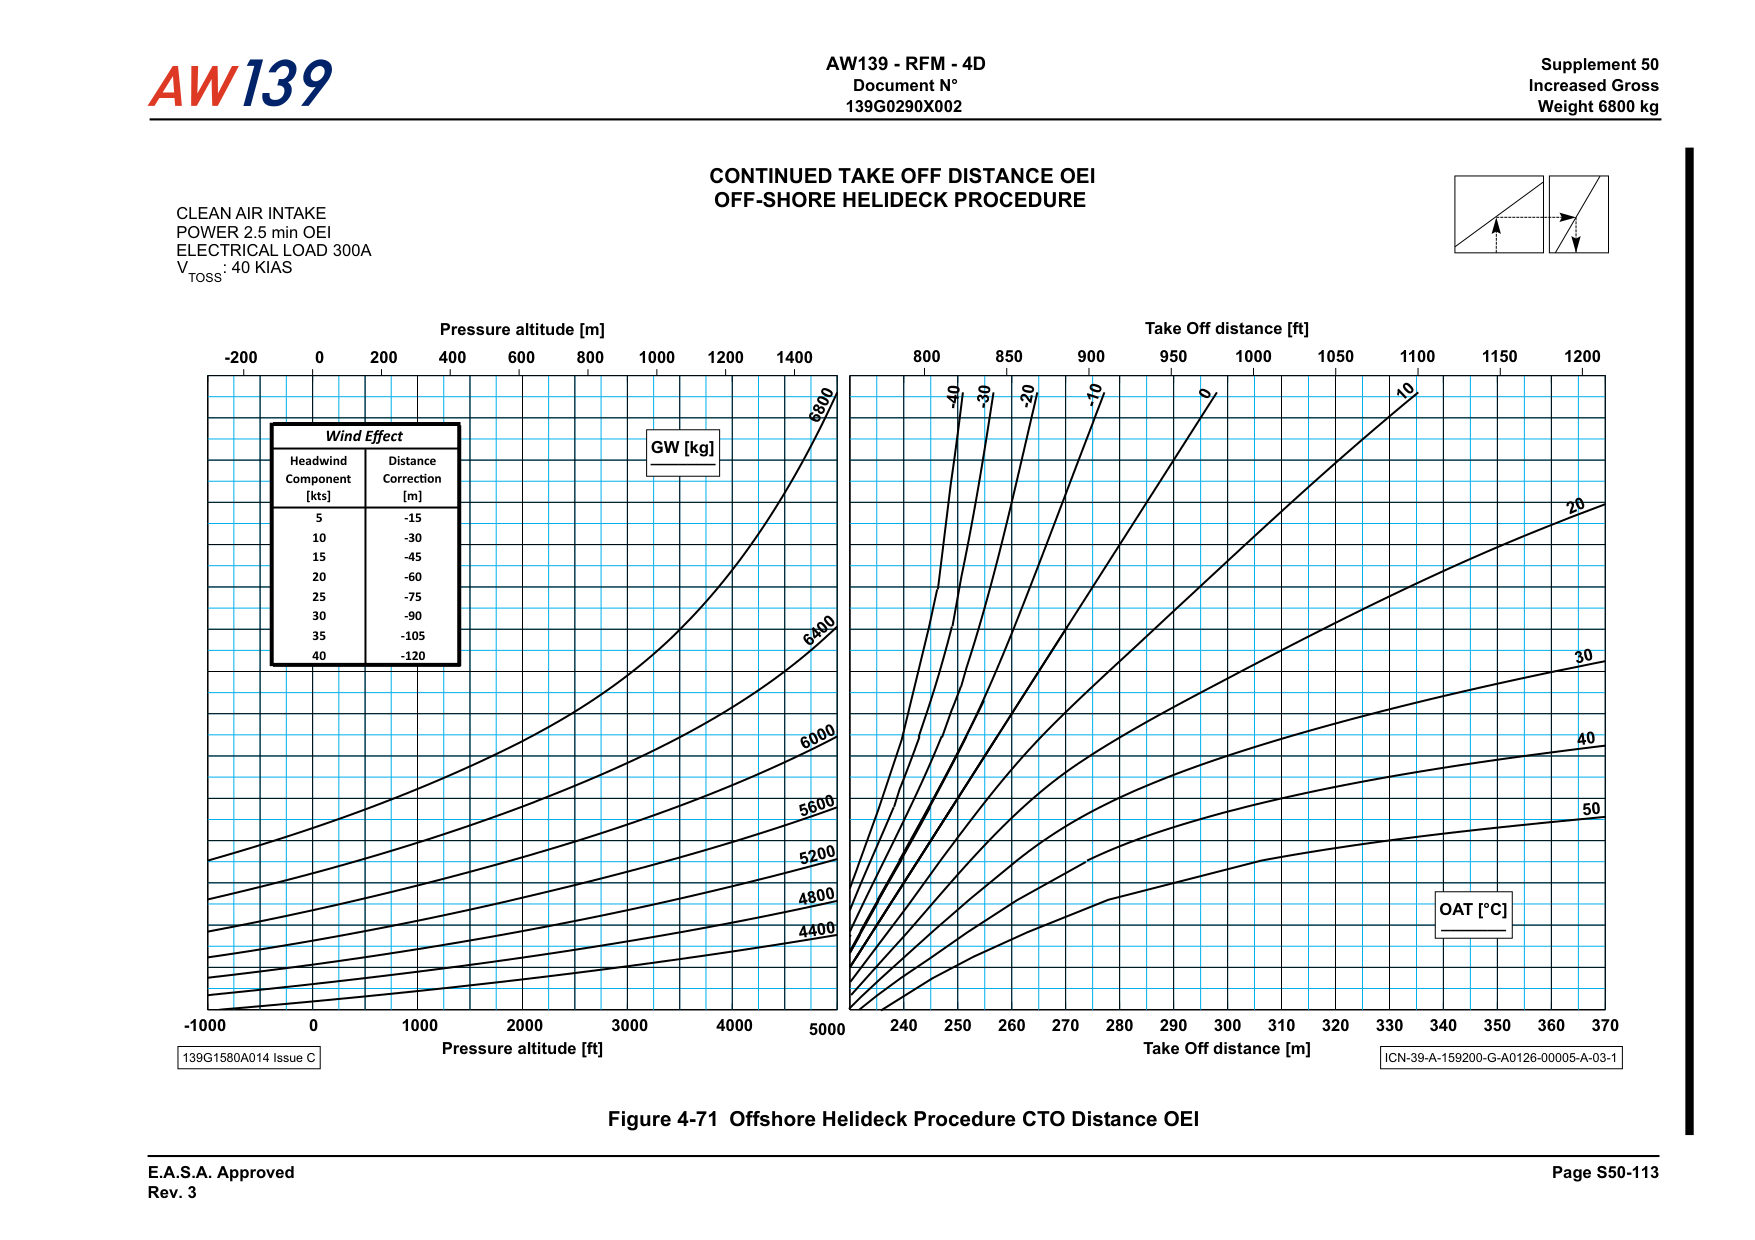 AW139
AW139 - RFM - 4D
Document N°
139G0290X002
Supplement 50
Increased Gross
Weight 6800 kg
CONTINUED TAKE OFF DISTANCE OEI
OFF-SHORE HELIDECK PROCEDURE
CLEAN AIR INTAKE
POWER 2.5 min OEI
ELECTRICAL LOAD 300A
VTOSS: 40 KIAS
Pressure altitude [m]
-200 0 200 400 600 800 1000 1200 1400
Take Off distance [ft]
800 850 900 950 1000 1050 1100 1150 1200
Wind Effect
Headwind Component [kts] Distance Correction [m]
5 -15
10 -30
15 -45
20 -60
25 -75
30 -90
35 -105
40 -120
GW [kg]
6800
6400
6000
5600
5200
4800
4400
-40 -30 -20 -10 0 10
20
30
40
50
OAT [°C]
-1000 0 1000 2000 3000 4000 5000
Pressure altitude [ft]
240 250 260 270 280 290 300 310 320 330 340 350 360 370
Take Off distance [m]
139G1580A014 Issue C
ICN-39-A-159200-G-A0126-00005-A-03-1
Figure 4-71 Offshore Helideck Procedure CTO Distance OEI
E.A.S.A. Approved
Rev. 3
Page S50-113